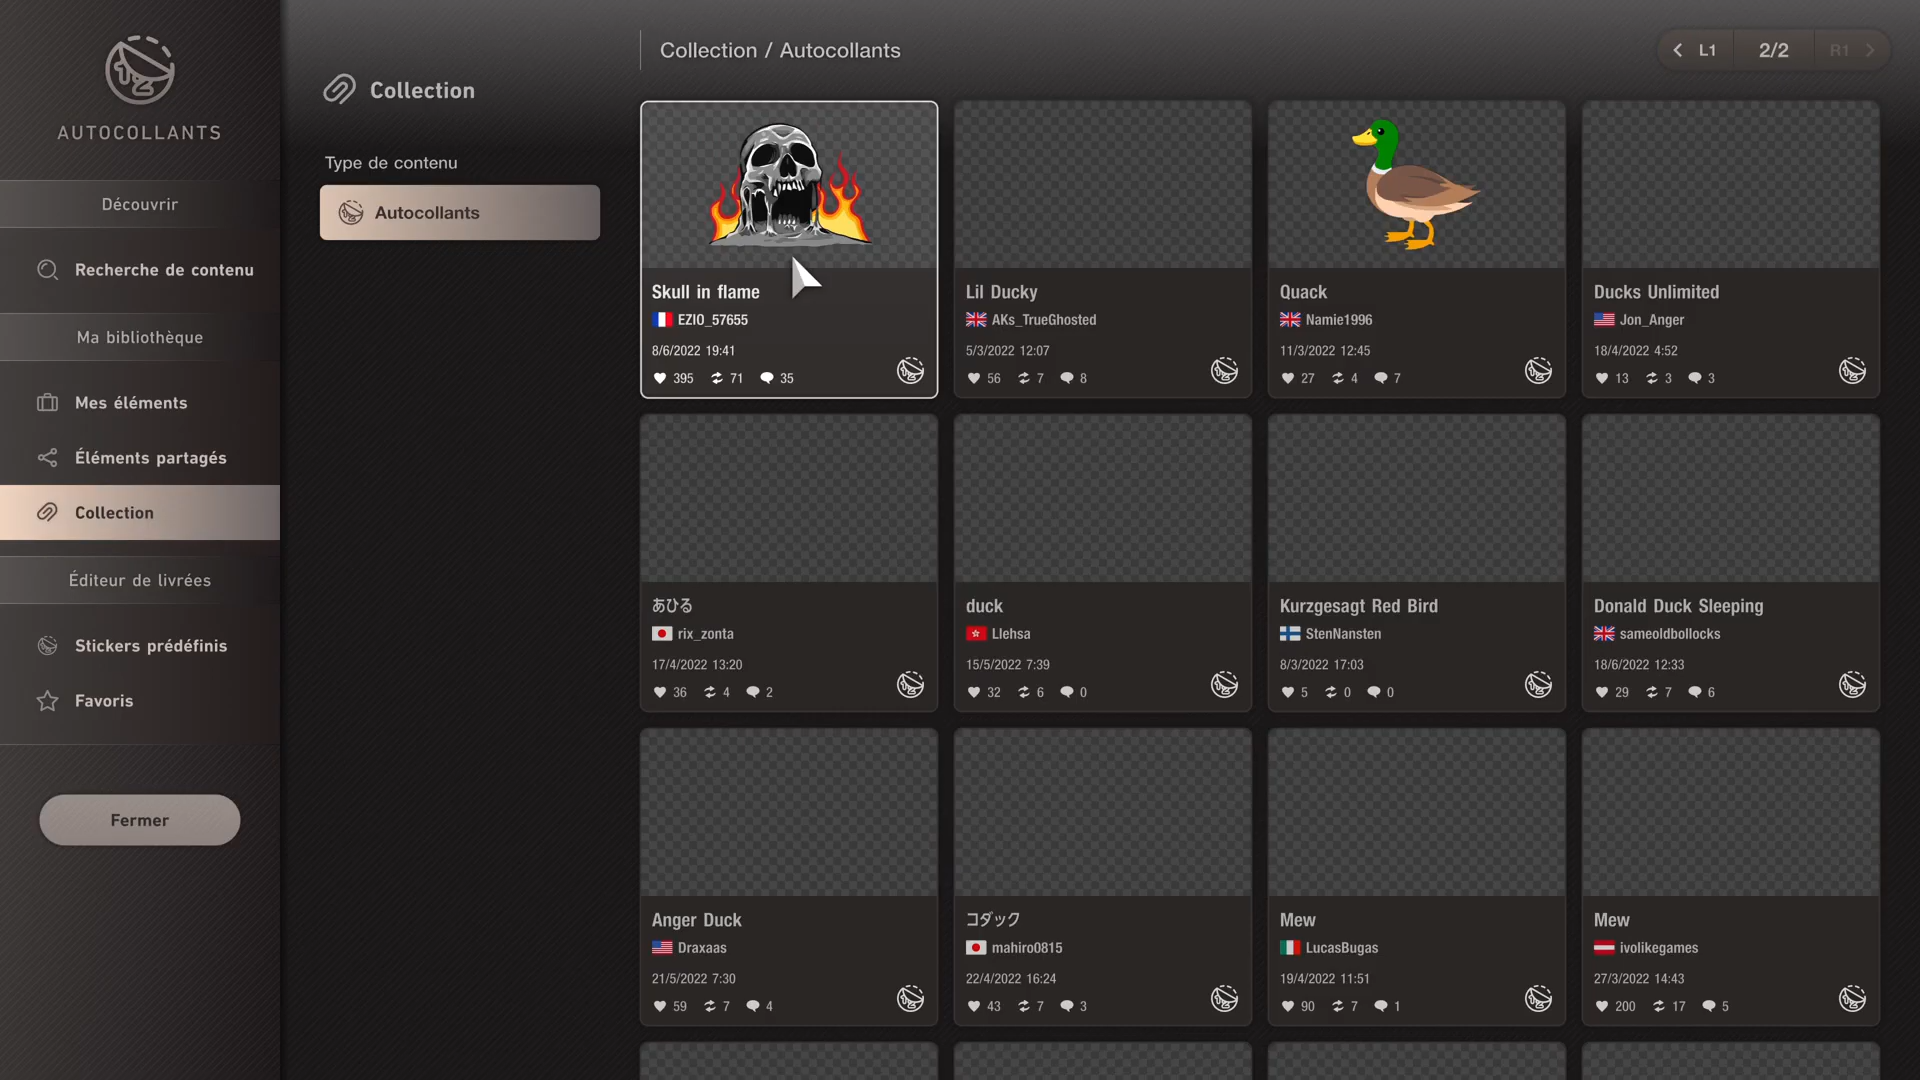 AUTOCOLLANTS
Découvrir
Recherche de contenu
Ma bibliothèque
Mes éléments
Éléments partagés
Collection
Éditeur de livrées
Stickers prédéfinis
Favoris
Fermer
Collection
Type de contenu
Autocollants
Collection / Autocollants
L1 2/2 R1
Skull in flame
EZIO_57655
8/6/2022 19:41
395 71 35
Lil Ducky
AKs_TrueGhosted
5/3/2022 12:07
56 7 8
Quack
Namie1996
11/3/2022 12:45
27 4 7
Ducks Unlimited
Jon_Anger
18/4/2022 4:52
13 3 3
あひる
rix_zonta
17/4/2022 13:20
36 4 2
duck
Llehsa
15/5/2022 7:39
32 6 0
Kurzgesagt Red Bird
StenNansten
8/3/2022 17:03
5 0 0
Donald Duck Sleeping
sameoldbollocks
18/6/2022 12:33
29 7 6
Anger Duck
Draxaas
21/5/2022 7:30
59 7 4
コダック
mahiro0815
22/4/2022 16:24
43 7 3
Mew
LucasBugas
19/4/2022 11:51
90 7 1
Mew
ivolikegames
27/3/2022 14:43
200 17 5